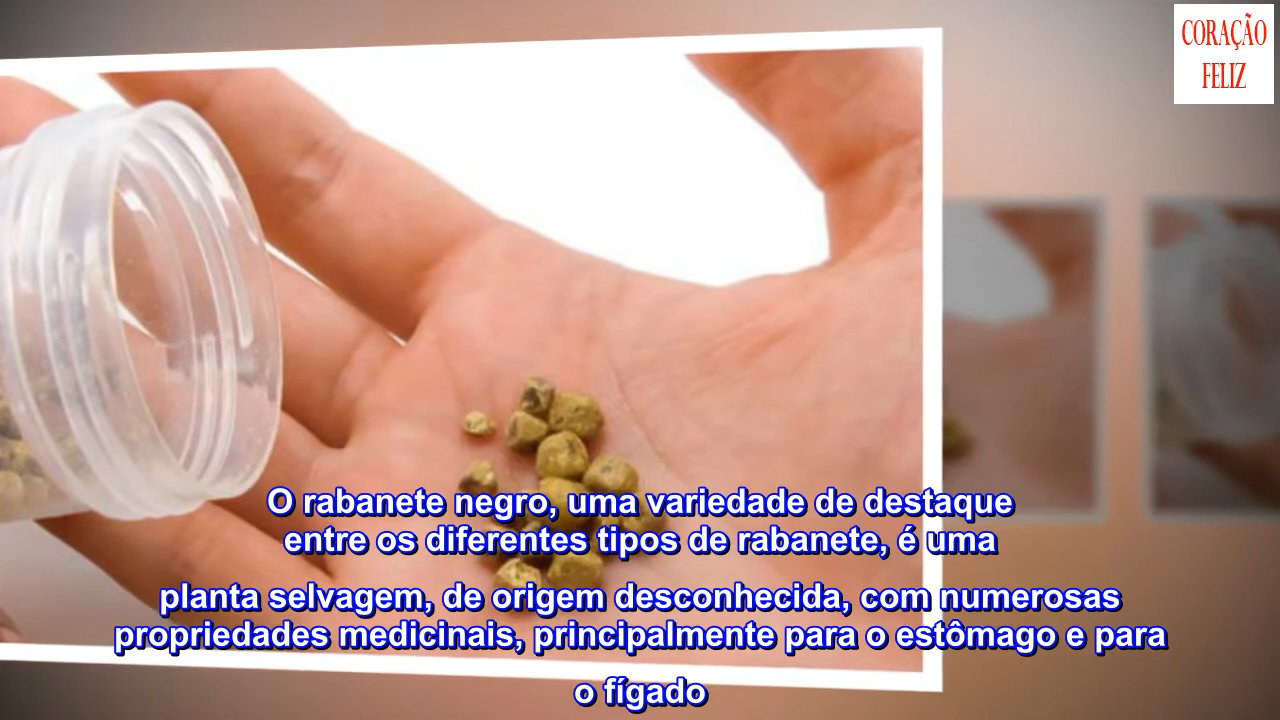 CORAÇÃO
FELIZ
O rabanete negro, uma variedade de destaque
entre os diferentes tipos de rabanete, é uma
planta selvagem, de origem desconhecida, com numerosas
propriedades medicinais, principalmente para o estômago e para
o fígado